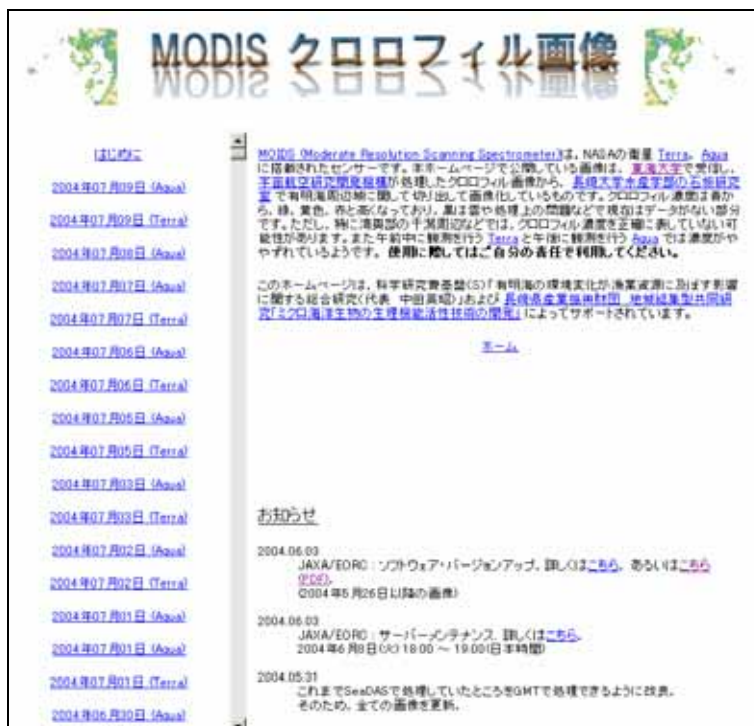 MODIS クロロフィル画像
はじめに
2004年07月09日 (Aqua)
2004年07月09日 (Terra)
2004年07月08日 (Aqua)
2004年07月07日 (Aqua)
2004年07月07日 (Terra)
2004年07月06日 (Aqua)
2004年07月06日 (Terra)
2004年07月05日 (Aqua)
2004年07月05日 (Terra)
2004年07月03日 (Aqua)
2004年07月03日 (Terra)
2004年07月02日 (Aqua)
2004年07月02日 (Terra)
2004年07月01日 (Aqua)
2004年07月01日 (Aqua)
2004年07月01日 (Terra)
2004年06月30日 (Aqua)
MOIDS (Moderate Resolution Scanning Spectrometer)は、NASAの衛星 Terra、Aqua
に搭載されたセンサーです。本ホームページで公開している画像は、東海大学で受信し、
宇宙航空研究開発機構が処理したクロロフィル画像から、長崎大学水産学部の石坂研究
室で有明海周辺域に関して切り出して画像化しているものです。クロロフィル濃度は青か
ら、緑、黄色、赤と高くなっており、黒は雲や処理上の問題などで現在はデータがない部分
です。ただし、特に湾奥部の干潟周辺などでは、クロロフィル濃度を正確に表していない可
能性があります。また午前中に観測を行う Terra と午後に観測を行う Aqua では濃度がや
やずれているようです。使用に際してはご自分の責任で利用してください。
このホームページは、科学研究費基盤(S)「有明海の環境変化が漁業資源に及ぼす影響
に関する総合研究(代表 中田英昭)」および 長崎県産業振興財団 地域結集型共同研
究「ミクロ海洋生物の生理機能活性技術の開発」によってサポートされています。
ホーム
お知らせ
2004.06.03
JAXA/EORC : ソフトウェア・バージョンアップ、詳しくはこちら、あるいはこちら
(PDF)。
(2004年5月26日以降の画像)
2004.06.03
JAXA/EORC : サーバーメンテナンス、詳しくはこちら。
2004年6月8日(火) 18:00 ～ 19:00(日本時間)
2004.05.31
これまでSeaDASで処理していたところをGMTで処理できるように改良。
そのため、全ての画像を更新。